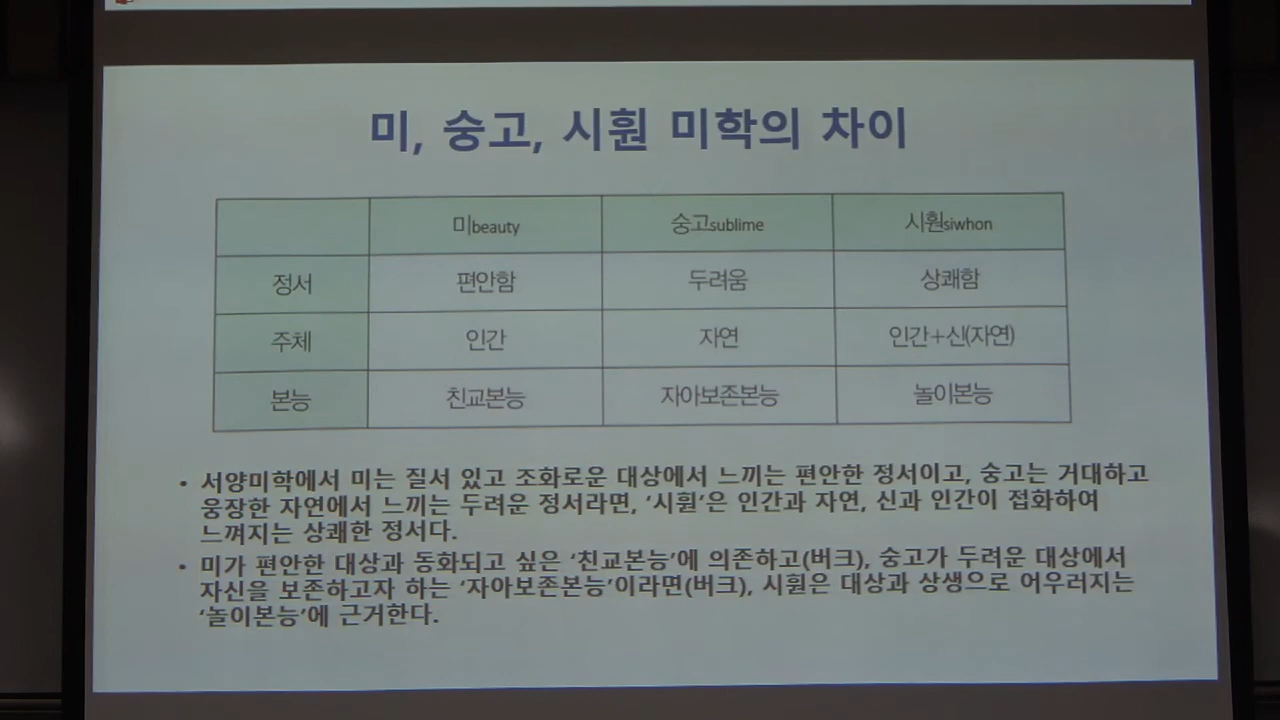 미, 숭고, 시훤 미학의 차이
미beauty 숭고sublime 시훤siwhon
정서 편안함 두려움 상쾌함
주체 인간 자연 인간+신(자연)
본능 친교본능 자아보존본능 놀이본능
• 서양미학에서 미는 질서 있고 조화로운 대상에서 느끼는 편안한 정서이고, 숭고는 거대하고
웅장한 자연에서 느끼는 두려운 정서라면, ‘시훤’은 인간과 자연, 신과 인간이 접화하여
느껴지는 상쾌한 정서다.
• 미가 편안한 대상과 동화되고 싶은 ‘친교본능’에 의존하고(버크), 숭고가 두려운 대상에서
자신을 보존하고자 하는 ‘자아보존본능’이라면(버크), 시훤은 대상과 상생으로 어우러지는
‘놀이본능’에 근거한다.